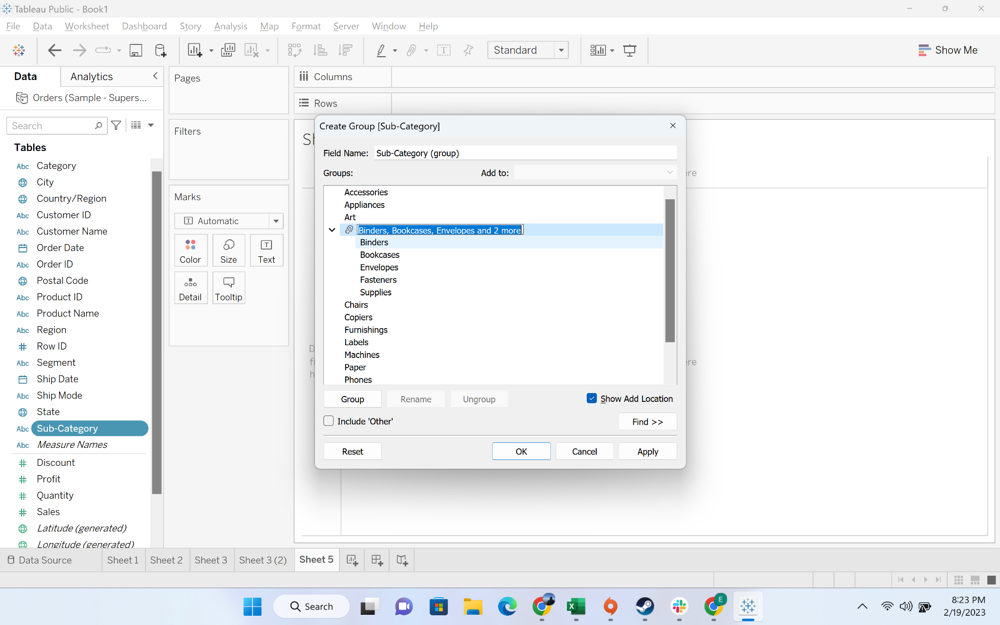 Tableau Public - Book1
File Data Worksheet Dashboard Story Analysis Map Format Server Window Help
Standard
Show Me
Data
Analytics
Pages
Columns
Orders (Sample - Supers...
Rows
Search
Filters
Tables
Category
City
Country/Region
Customer ID
Customer Name
Order Date
Order ID
Postal Code
Product ID
Product Name
Region
Row ID
Segment
Ship Date
Ship Mode
State
Sub-Category
Measure Names
Discount
Profit
Quantity
Sales
Latitude (generated)
Longitude (generated)
Abc
Abc
Abc
Abc
Abc
Abc
Abc
Abc
Abc
Abc
Abc
Marks
Automatic
Color
Size
Text
Detail
Tooltip
Sh
Create Group [Sub-Category]
Field Name: Sub-Category (group)
Groups:
Add to:
Accessories
Appliances
Art
Binders, Bookcases, Envelopes and 2 more
Binders
Bookcases
Envelopes
Fasteners
Supplies
Chairs
Copiers
Furnishings
Labels
Machines
Paper
Phones
Group
Rename
Ungroup
Show Add Location
Include 'Other'
Find >>
Reset
OK
Cancel
Apply
Data Source
Sheet 1
Sheet 2
Sheet 3
Sheet 3 (2)
Sheet 5
Search
E
8:23 PM
2/19/2023